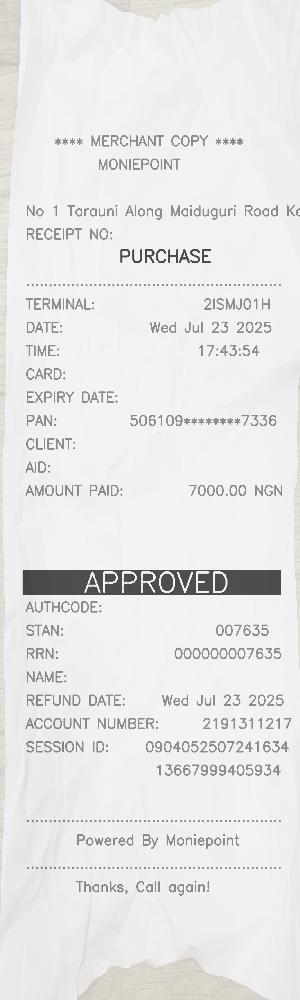 **** MERCHANT COPY ****
MONIEPOINT
No 1 Tarauni Along Maiduguri Road
RECEIPT NO:
PURCHASE
TERMINAL: 2ISMJ01H
DATE: Wed Jul 23 2025
TIME: 17:43:54
CARD:
EXPIRY DATE:
PAN: 506109********7336
CLIENT:
AID:
AMOUNT PAID: 7000.00 NGN
APPROVED
AUTHCODE:
STAN: 007635
RRN: 000000007635
NAME:
REFUND DATE: Wed Jul 23 2025
ACCOUNT NUMBER: 2191311217
SESSION ID: 0904052507241634
13667999405934
Powered By Moniepoint
Thanks, Call again!